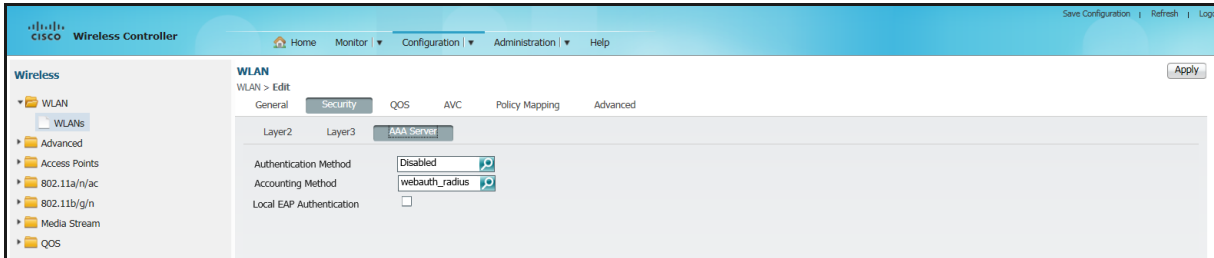 Save Configuration | Refresh | Logo
CISCO Wireless Controller
Home Monitor Configuration Administration Help
Wireless
WLAN
WLANs
Advanced
Access Points
802.11a/n/ac
802.11b/g/n
Media Stream
QOS
WLAN
Apply
WLAN > Edit
General Security QOS AVC Policy Mapping Advanced
Layer2 Layer3 AAA Server
Authentication Method Disabled
Accounting Method webauth_radius
Local EAP Authentication